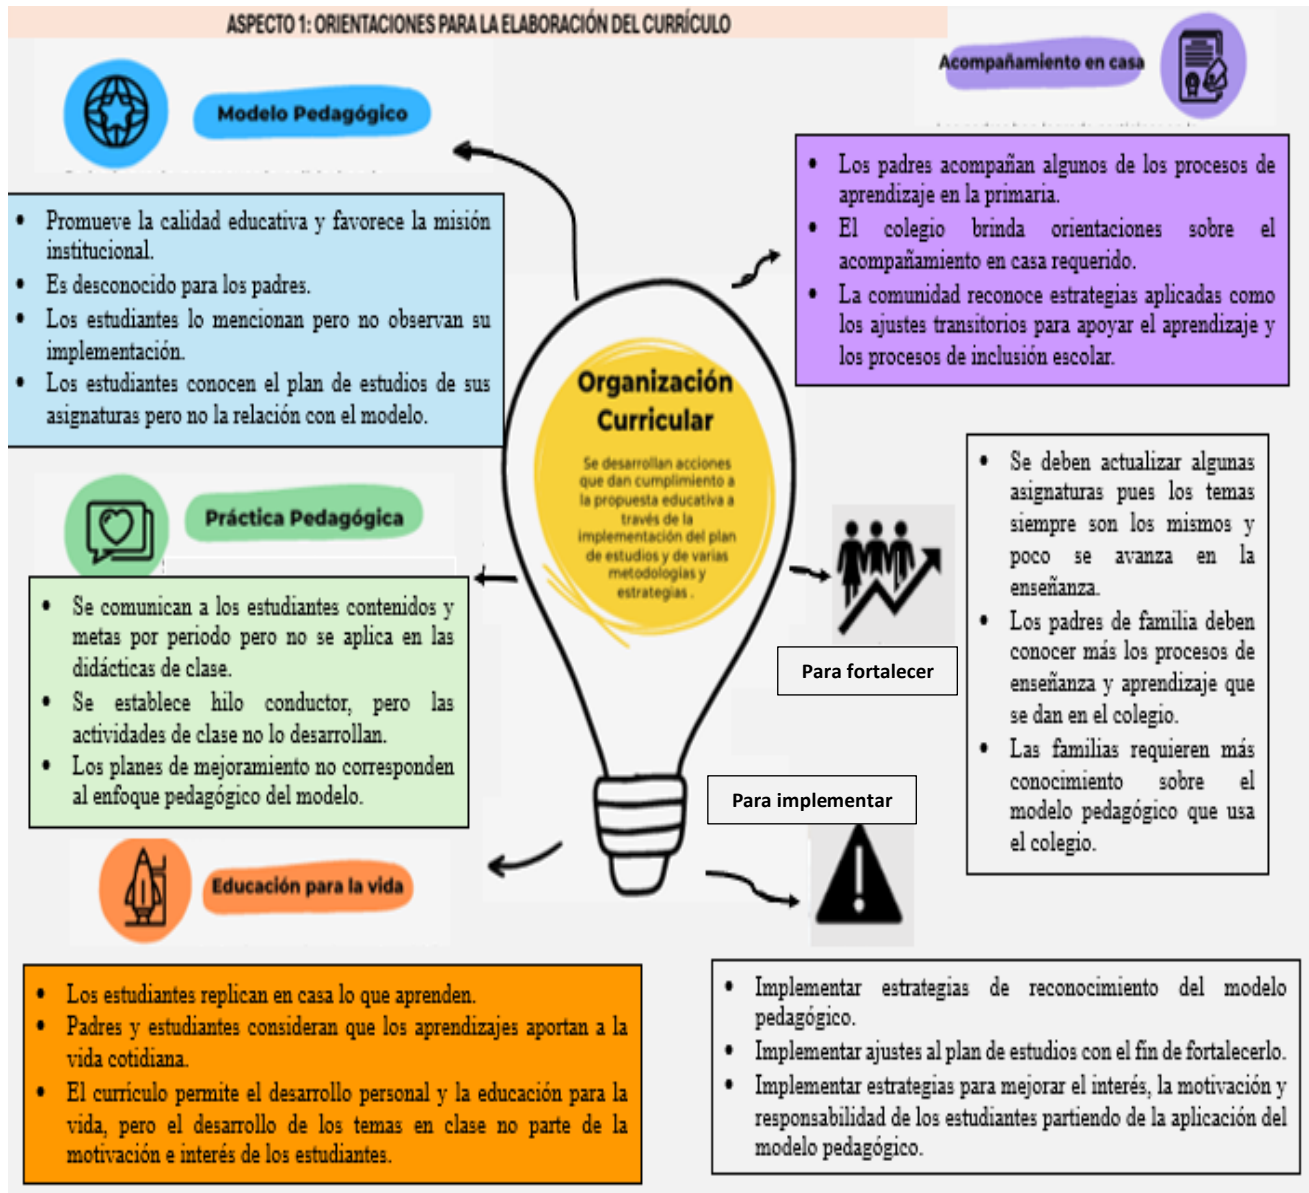 ASPECTO 1: ORIENTACIONES PARA LA ELABORACIÓN DEL CURRÍCULO
Modelo Pedagógico
• Promueve la calidad educativa y favorece la misión
institucional.
• Es desconocido para los padres.
• Los estudiantes lo mencionan pero no observan su
implementación.
• Los estudiantes conocen el plan de estudios de sus
asignaturas pero no la relación con el modelo.
Acompañamiento en casa
• Los padres acompañan algunos de los procesos de
aprendizaje en la primaria.
• El colegio brinda orientaciones sobre el
acompañamiento en casa requerido.
• La comunidad reconoce estrategias aplicadas como
los ajustes transitorios para apoyar el aprendizaje y
los procesos de inclusión escolar.
Organización
Curricular
Se desarrollan acciones
que dan cumplimiento a
la propuesta educativa a
través de la
implementación del plan
de estudios y de varias
metodologías y
estrategias .
Práctica Pedagógica
• Se comunican a los estudiantes contenidos y
metas por periodo pero no se aplica en las
didácticas de clase.
• Se establece hilo conductor, pero las
actividades de clase no lo desarrollan.
• Los planes de mejoramiento no corresponden
al enfoque pedagógico del modelo.
Para fortalecer
• Se deben actualizar algunas
asignaturas pues los temas
siempre son los mismos y
poco se avanza en la
enseñanza.
• Los padres de familia deben
conocer más los procesos de
enseñanza y aprendizaje que
se dan en el colegio.
• Las familias requieren más
conocimiento sobre el
modelo pedagógico que usa
el colegio.
Educación para la vida
• Los estudiantes replican en casa lo que aprenden.
• Padres y estudiantes consideran que los aprendizajes aportan a la
vida cotidiana.
• El currículo permite el desarrollo personal y la educación para la
vida, pero el desarrollo de los temas en clase no parte de la
motivación e interés de los estudiantes.
Para implementar
• Implementar estrategias de reconocimiento del modelo
pedagógico.
• Implementar ajustes al plan de estudios con el fin de fortalecerlo.
• Implementar estrategias para mejorar el interés, la motivación y
responsabilidad de los estudiantes partiendo de la aplicación del
modelo pedagógico.